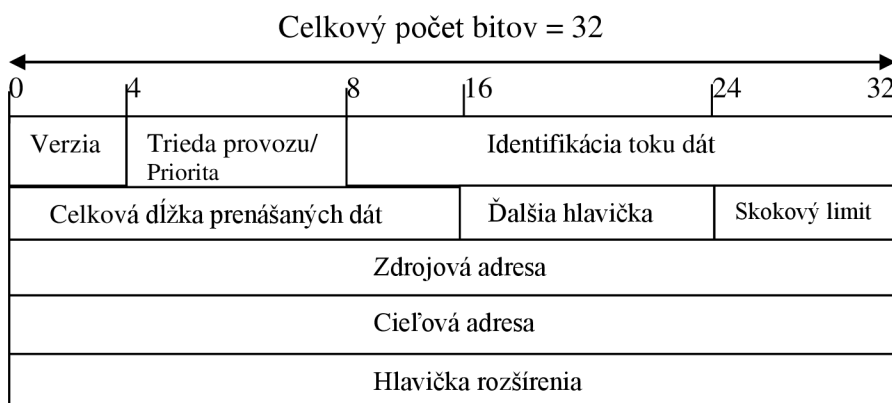 Celkový počet bitov = 32
0 4 8 16 24 32
Verzia Trieda provozu/ Identifikácia toku dát
Priorita
Celková dĺžka prenášaných dát Ďalšia hlavička Skokový limit
Zdrojová adresa
Cieľová adresa
Hlavička rozšírenia